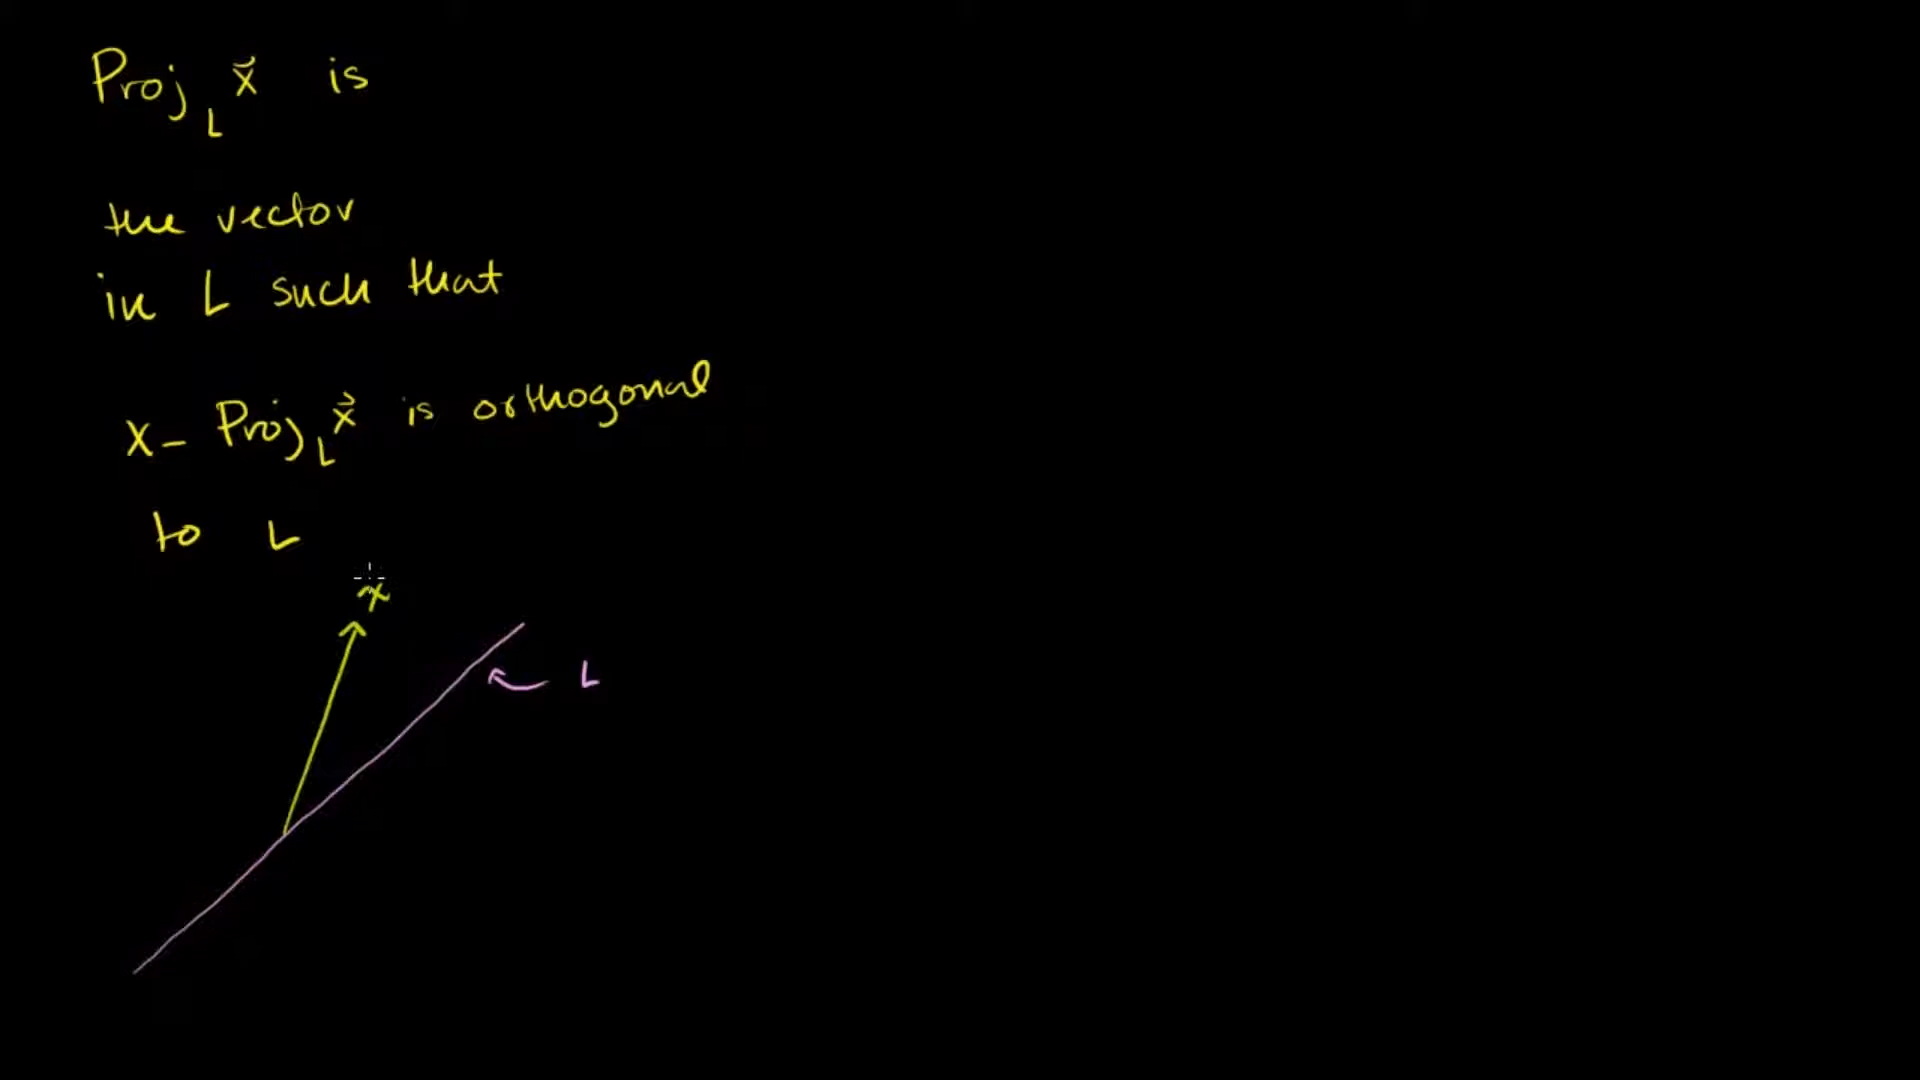 Proj_L x⃗ is
the vector
in L such that
x - Proj_L x⃗ is orthogonal
to L
x
L